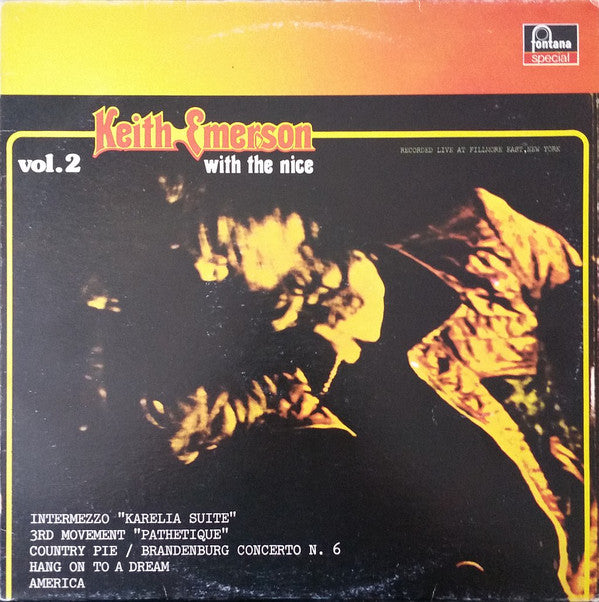 fontana
special
Keith Emerson
vol.2 with the nice
RECORDED LIVE AT FILLMORE EAST,NEW YORK
INTERMEZZO "KARELIA SUITE"
3RD MOVEMENT "PATHETIQUE"
COUNTRY PIE / BRANDENBURG CONCERTO N. 6
HANG ON TO A DREAM
AMERICA